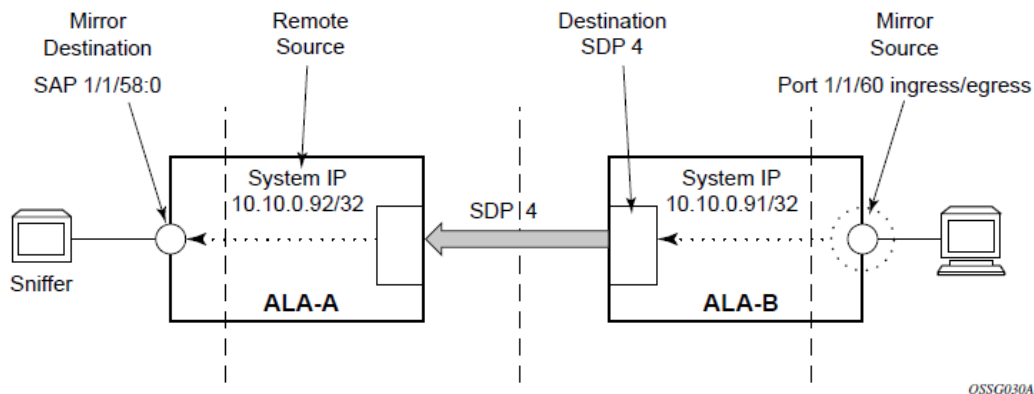 Mirror
Destination
SAP 1/1/58:0
Remote
Source
Destination
SDP 4
Mirror
Source
Port 1/1/60 ingress/egress
System IP
10.10.0.92/32
SDP 4
System IP
10.10.0.91/32
Sniffer
ALA-A
ALA-B
OSSG030A